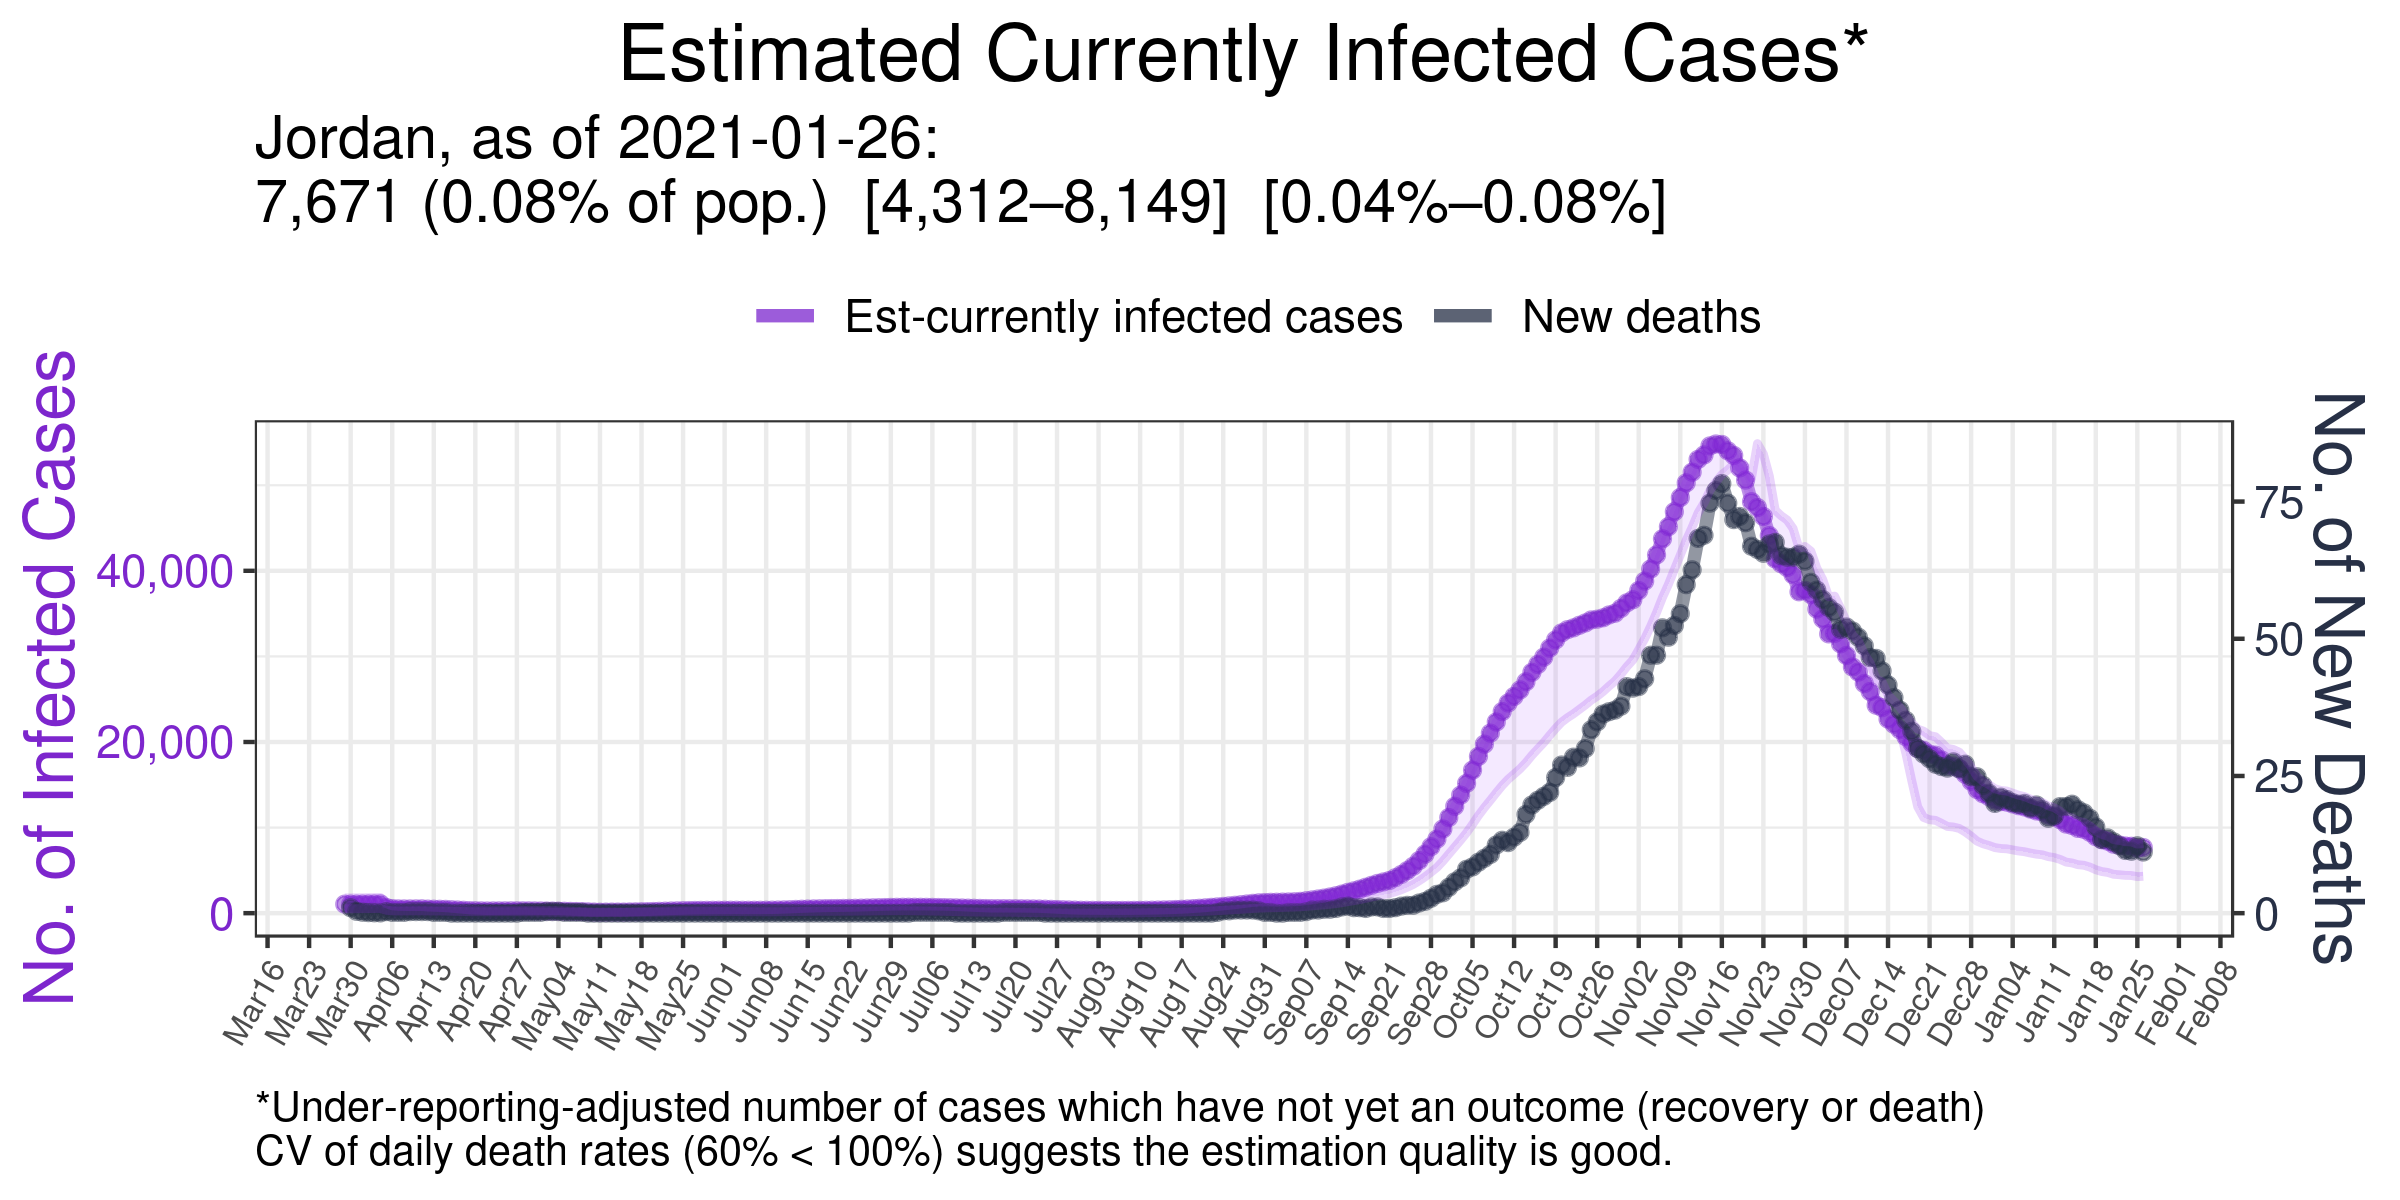 Estimated Currently Infected Cases*
Jordan, as of 2021-01-26:
7,671 (0.08% of pop.) [4,312–8,149] [0.04%–0.08%]
Est-currently infected cases New deaths
No. of Infected Cases
40,000
20,000
0
No. of New Deaths
75
50
25
0
Mar16 Mar23 Mar30 Apr06 Apr13 Apr20 Apr27 May04 May11 May18 May25 Jun01 Jun08 Jun15 Jun22 Jun29 Jul06 Jul13 Jul20 Jul27 Aug03 Aug10 Aug17 Aug24 Aug31 Sep07 Sep14 Sep21 Sep28 Oct05 Oct12 Oct19 Oct26 Nov02 Nov09 Nov16 Nov23 Nov30 Dec07 Dec14 Dec21 Dec28 Jan04 Jan11 Jan18 Jan25 Feb01 Feb08
*Under-reporting-adjusted number of cases which have not yet an outcome (recovery or death)
CV of daily death rates (60% < 100%) suggests the estimation quality is good.